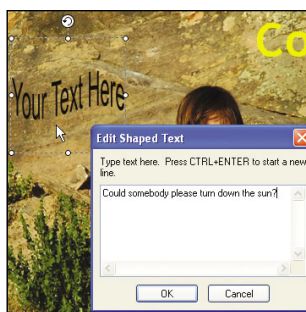 Co
Your Text Here
Edit Shaped Text
Type text here. Press CTRL+ENTER to start a new
line.
Could somebody please turn down the sun?
OK
Cancel